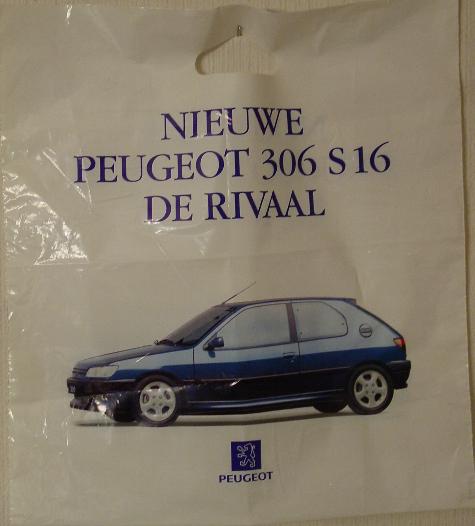 NIEUWE
PEUGEOT 306 S16
DE RIVAAL
PEUGEOT